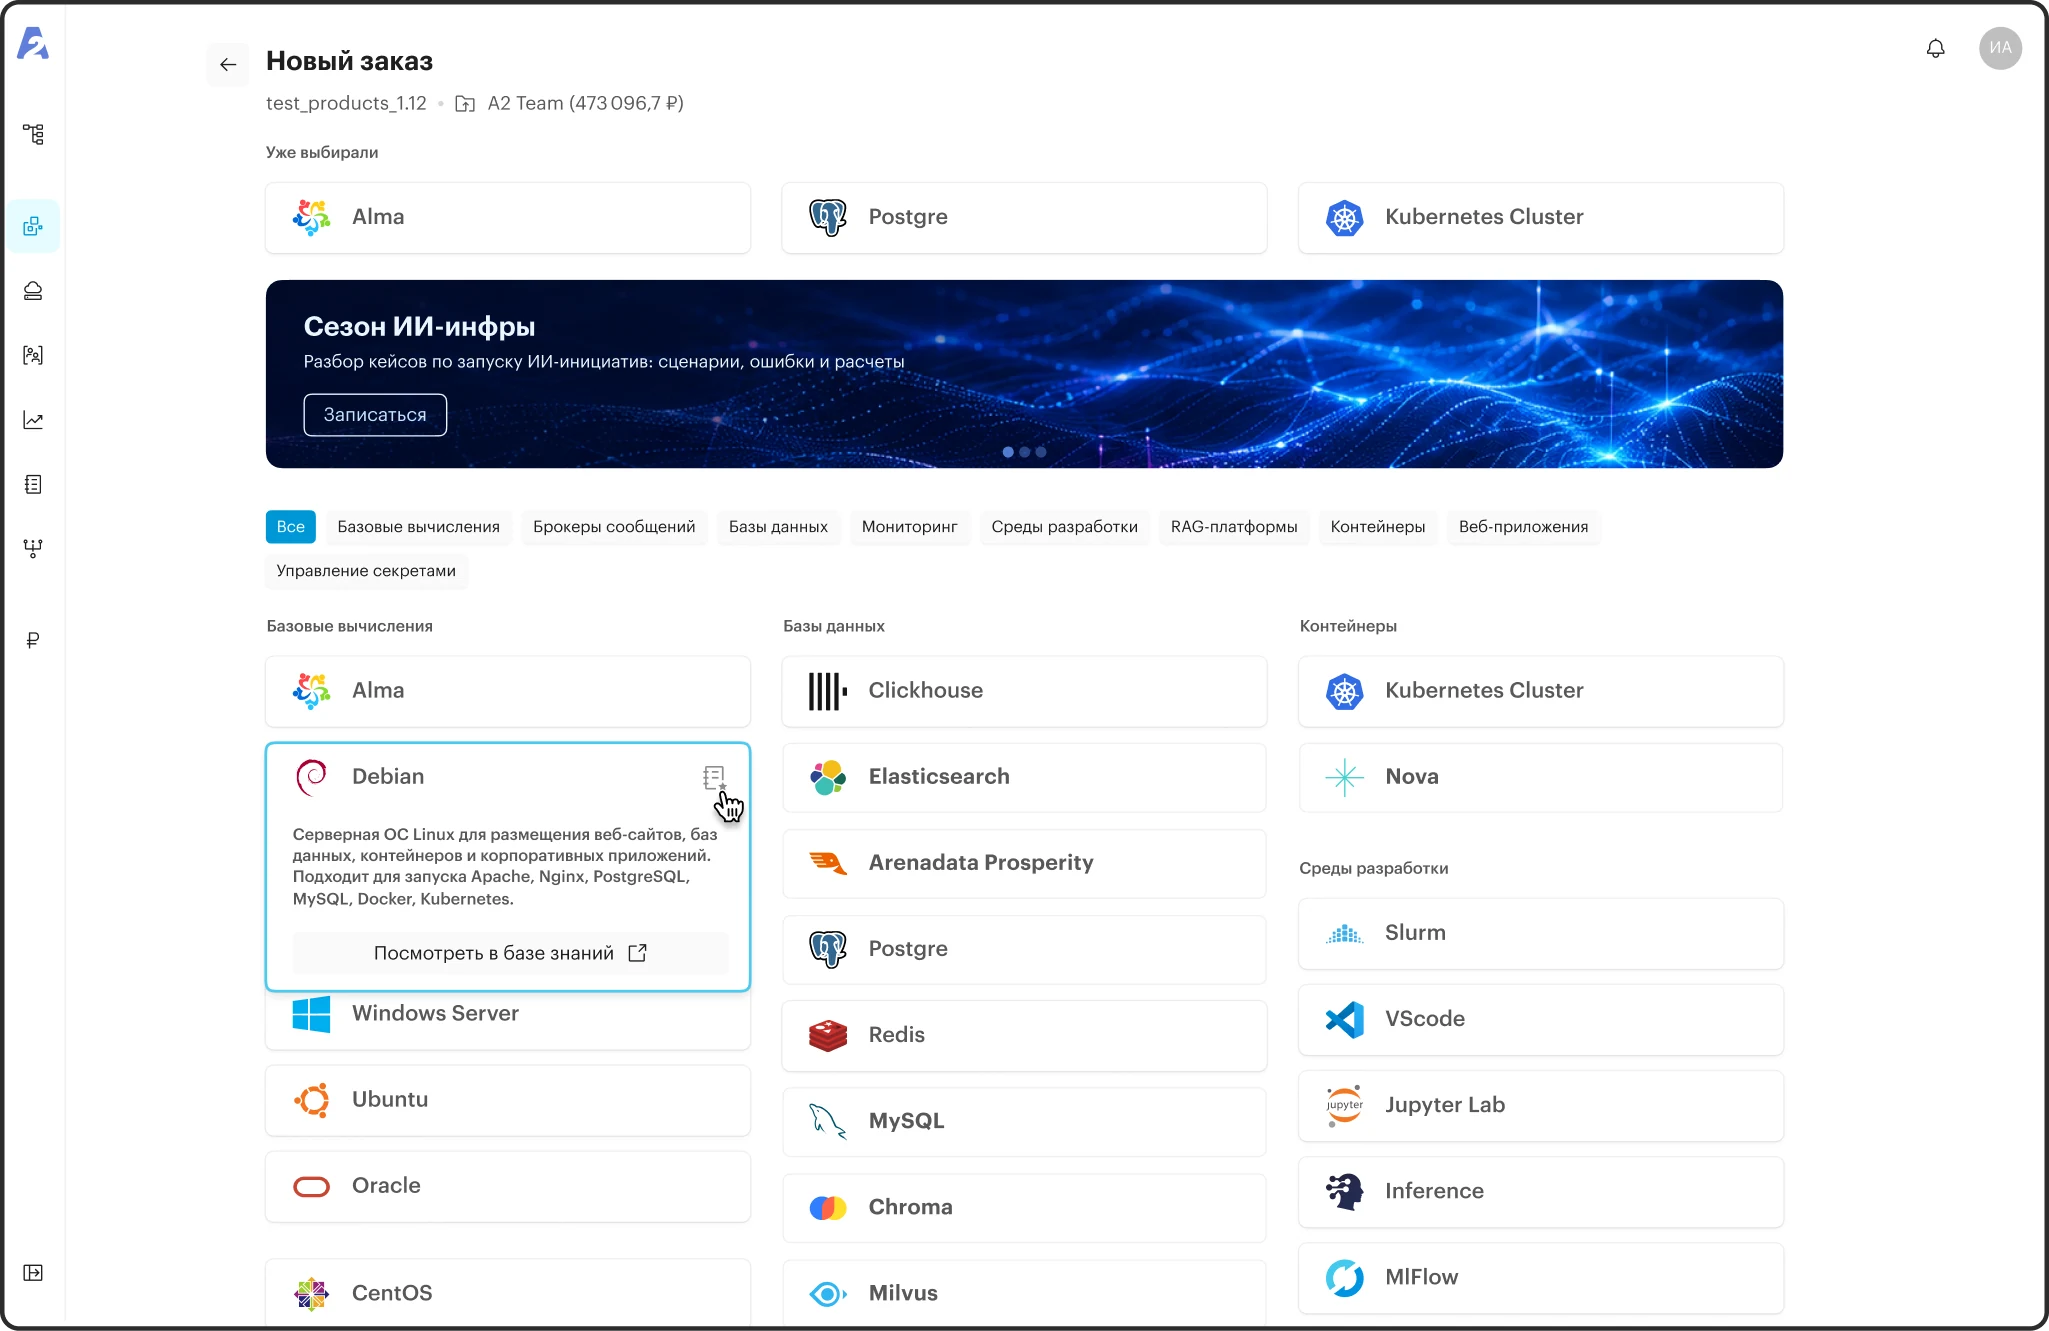 A2
Новый заказ
ИА
test_products_1.12 • A2 Team (473 096,7 ₽)
Уже выбирали
Alma
Postgre
Kubernetes Cluster
Сезон ИИ-инфры
Разбор кейсов по запуску ИИ-инициатив: сценарии, ошибки и расчеты
Записаться
Все
Базовые вычисления
Брокеры сообщений
Базы данных
Мониторинг
Среды разработки
RAG-платформы
Контейнеры
Веб-приложения
Управление секретами
Базовые вычисления
Alma
Debian
Серверная ОС Linux для размещения веб-сайтов, баз
данных, контейнеров и корпоративных приложений.
Подходит для запуска Apache, Nginx, PostgreSQL,
MySQL, Docker, Kubernetes.
Посмотреть в базе знаний
Windows Server
Ubuntu
Oracle
CentOS
Базы данных
Clickhouse
Elasticsearch
Arenadata Prosperity
Postgre
Redis
MySQL
Chroma
Milvus
Контейнеры
Kubernetes Cluster
Nova
Среды разработки
Slurm
VScode
jupyter
Jupyter Lab
Inference
MlFlow
₽